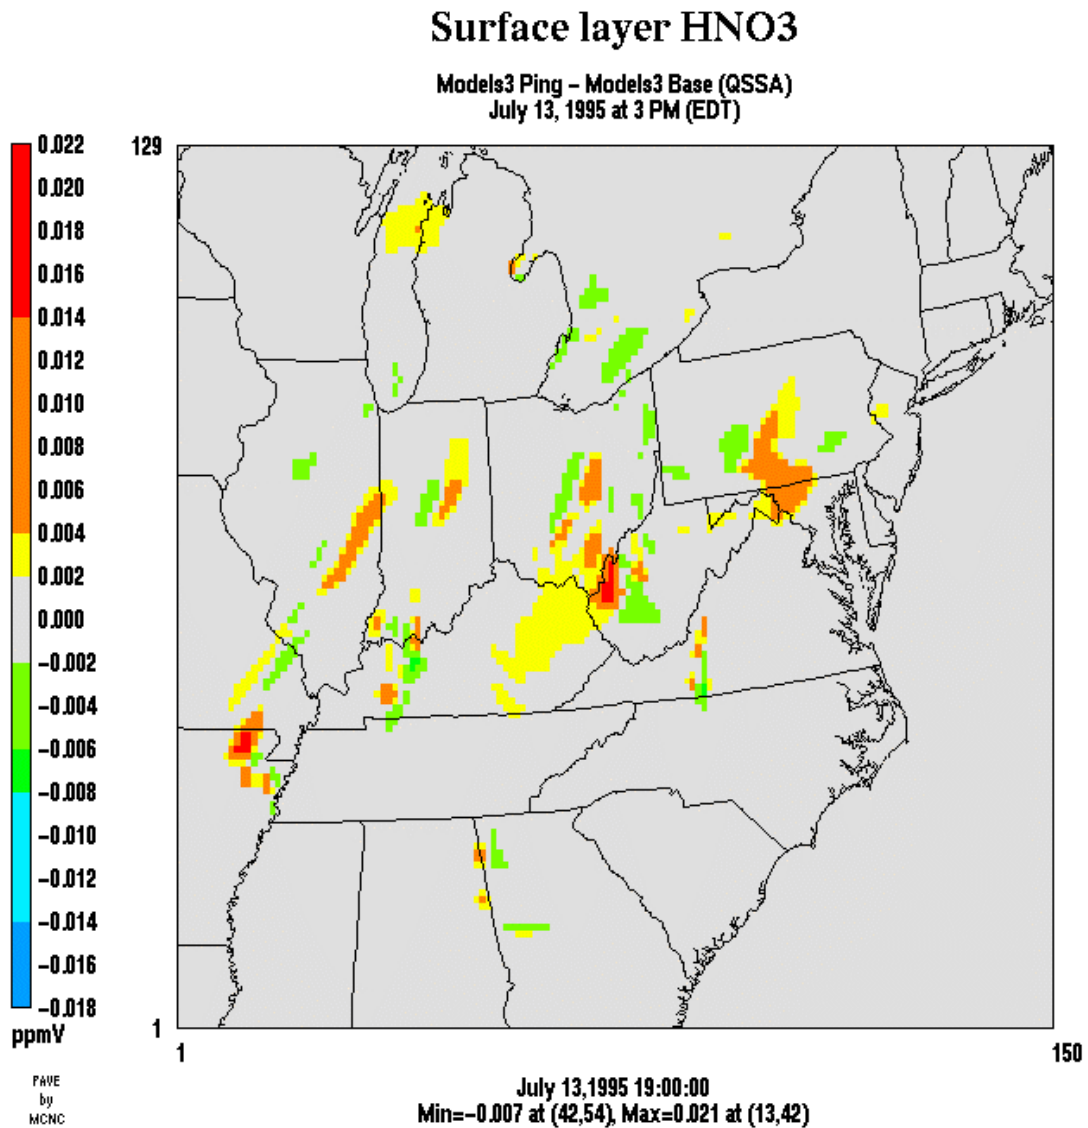 Surface layer HNO3
Models3 Ping − Models3 Base (QSSA)
July 13, 1995 at 3 PM (EDT)
129
0.022
0.020
0.018
0.016
0.014
0.012
0.010
0.008
0.006
0.004
0.002
0.000
−0.002
−0.004
−0.006
−0.008
−0.010
−0.012
−0.014
−0.016
−0.018
ppmV
1
1
150
PAVE
by
MCNC
July 13,1995 19:00:00
Min=−0.007 at (42,54), Max=0.021 at (13,42)